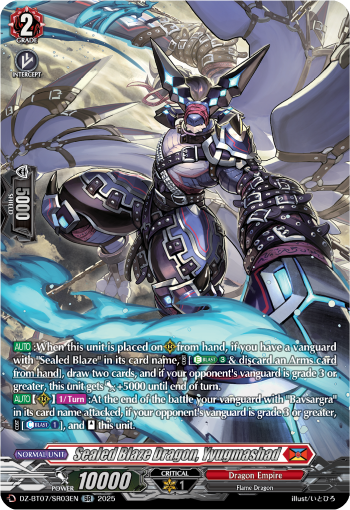 2
GRADE
INTERCEPT
5000
SHIELD
AUTO :When this unit is placed on R from hand, if you have a vanguard
with "Sealed Blaze" in its card name, [E BLAST 3 & discard an Arms card
from hand], draw two cards, and if your opponent's vanguard is grade 3 or
greater, this unit gets +5000 until end of turn.
AUTO [R 1/Turn :At the end of the battle your vanguard with "Bavsargra"
in its card name attacked, if your opponent's vanguard is grade 3 or greater,
[E BLAST 1], and this unit.
NORMAL UNIT
Sealed Blaze Dragon, Vyugmashad
POWER 10000
CRITICAL
1
Dragon Empire
Flame Dragon
DZ-BT07/SR03EN SR 2025
illust/いとひろ